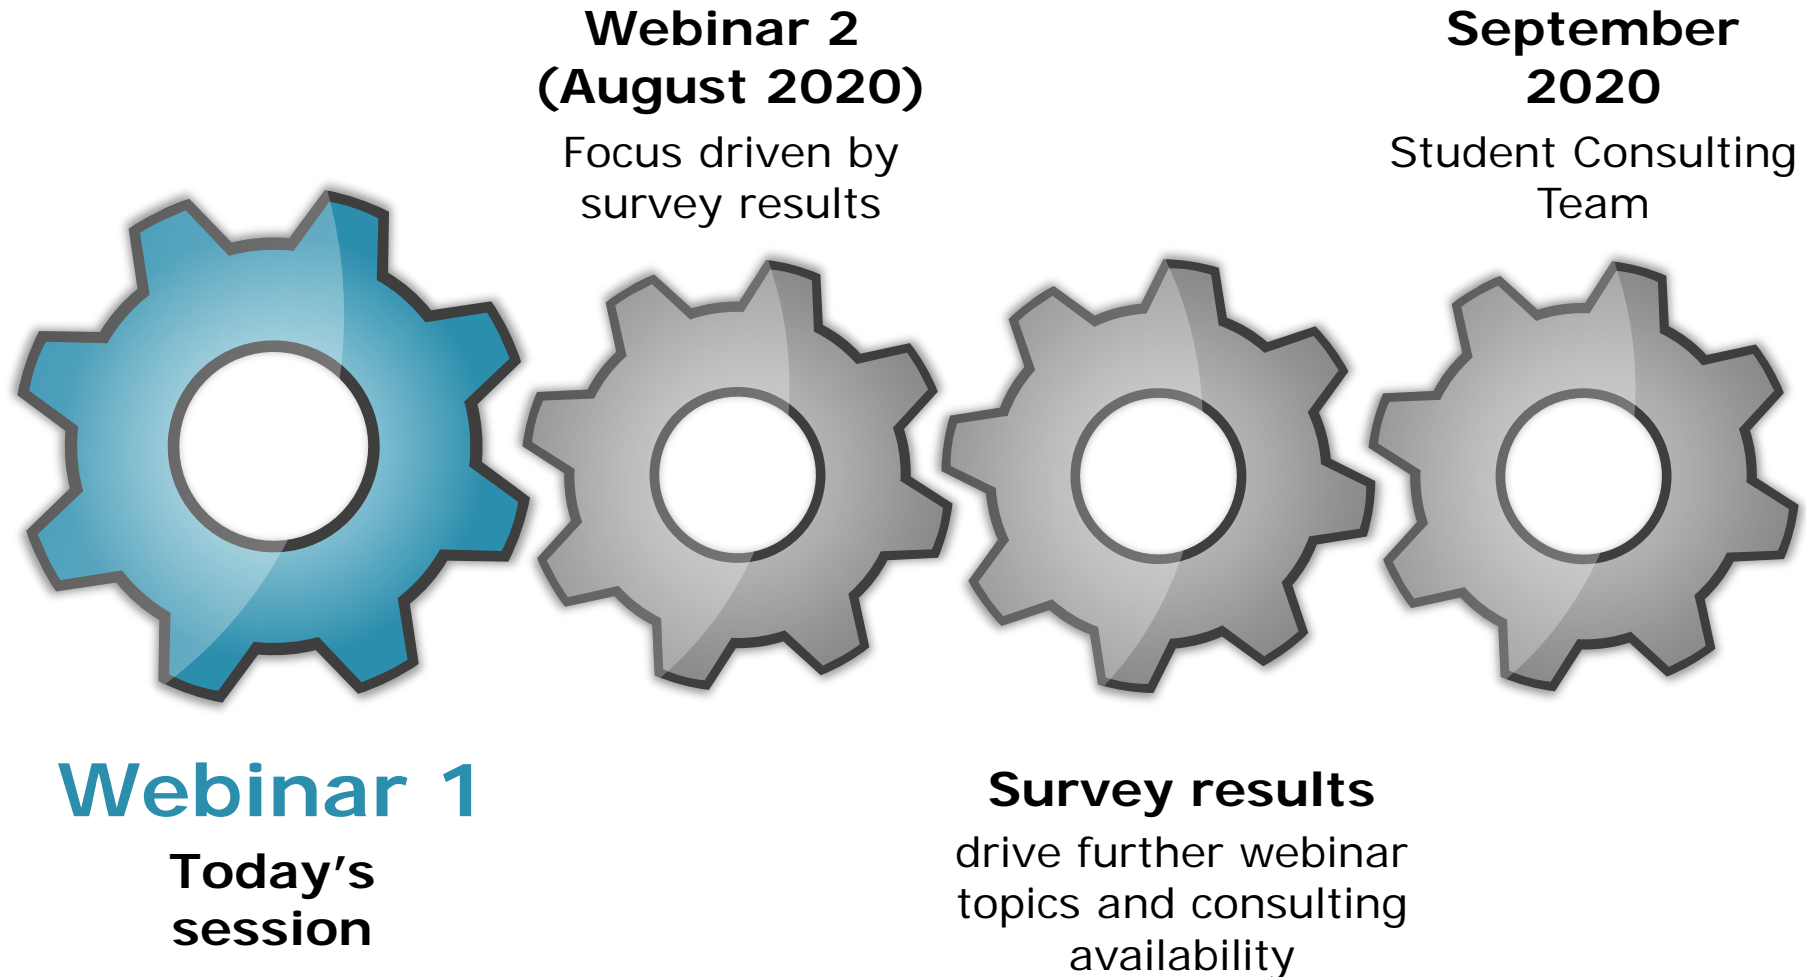 Webinar 2
(August 2020)
Focus driven by
survey results
September
2020
Student Consulting
Team
Webinar 1
Today's
session
Survey results
drive further webinar
topics and consulting
availability